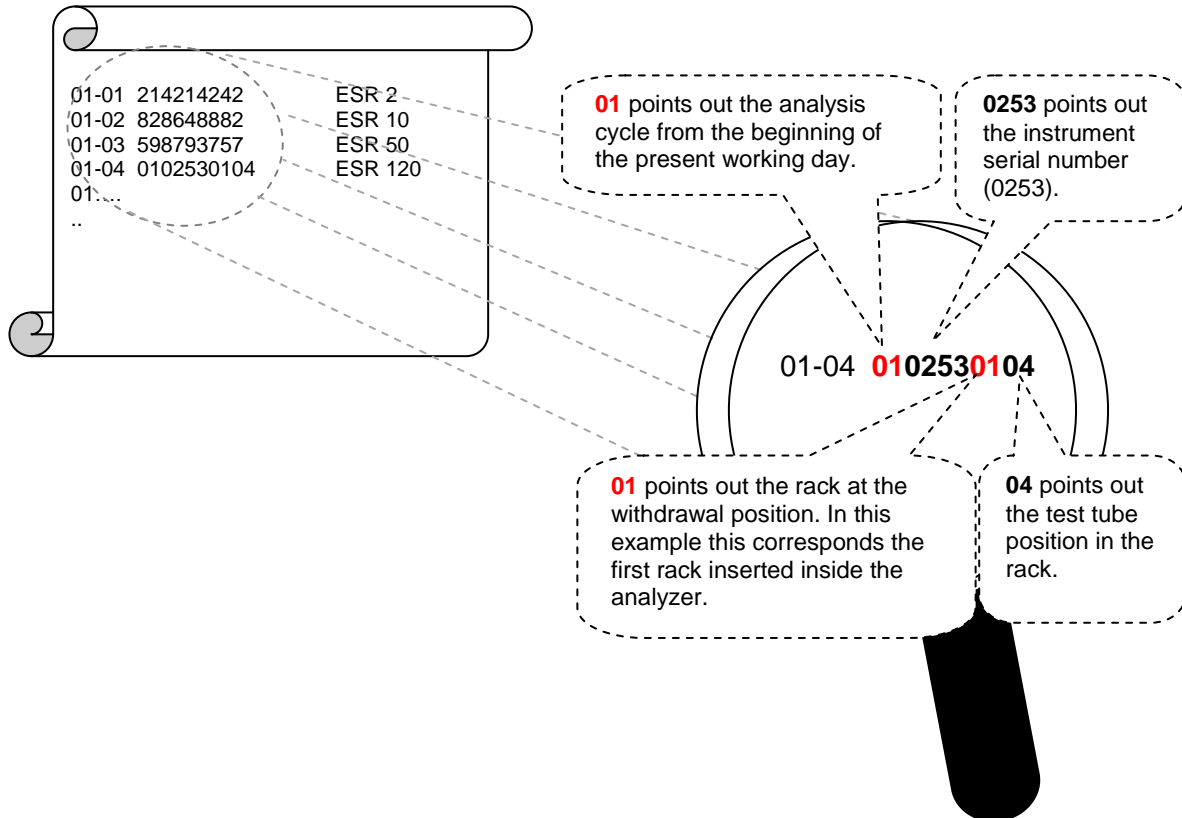 01-01 214214242 ESR 2
01-02 828648882 ESR 10
01-03 598793757 ESR 50
01-04 0102530104 ESR 120
01....
..
01 points out the analysis
cycle from the beginning of
the present working day.
0253 points out
the instrument
serial number
(0253).
01-04 0102530104
01 points out the rack at the
withdrawal position. In this
example this corresponds the
first rack inserted inside the
analyzer.
04 points out
the test tube
position in the
rack.